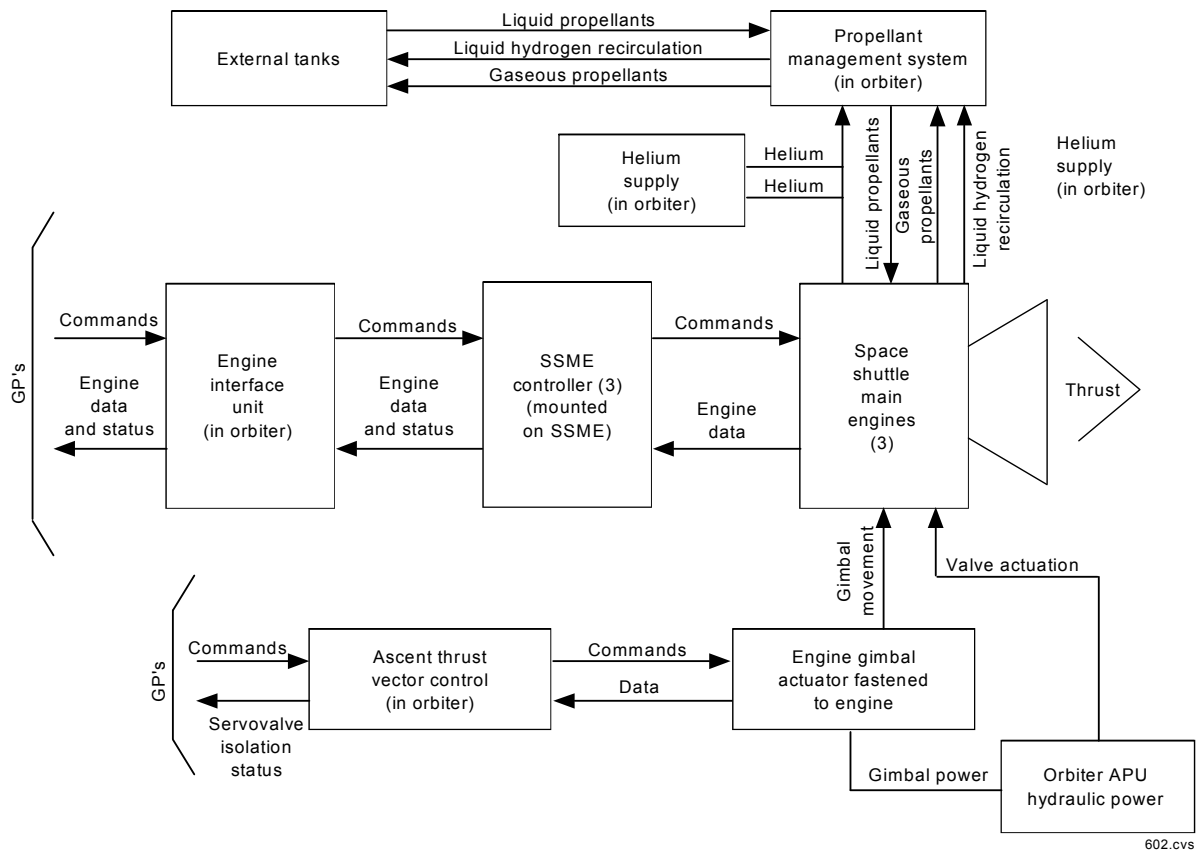 Liquid propellants
Liquid hydrogen recirculation
Gaseous propellants
External tanks
Propellant
management system
(in orbiter)
Helium
supply
(in orbiter)
Helium
Helium
Liquid propellants
Gaseous
propellants
Liquid hydrogen
recirculation
Helium
supply
(in orbiter)
GP's
Commands
Engine
data
and status
Engine
interface
unit
(in orbiter)
Commands
Engine
data
and status
SSME
controller (3)
(mounted
on SSME)
Commands
Engine
data
Space
shuttle
main
engines
(3)
Thrust
Gimbal
movement
Valve actuation
GP's
Commands
Servovalve
isolation
status
Ascent thrust
vector control
(in orbiter)
Commands
Data
Engine gimbal
actuator fastened
to engine
Gimbal power
Orbiter APU
hydraulic power
602.cvs